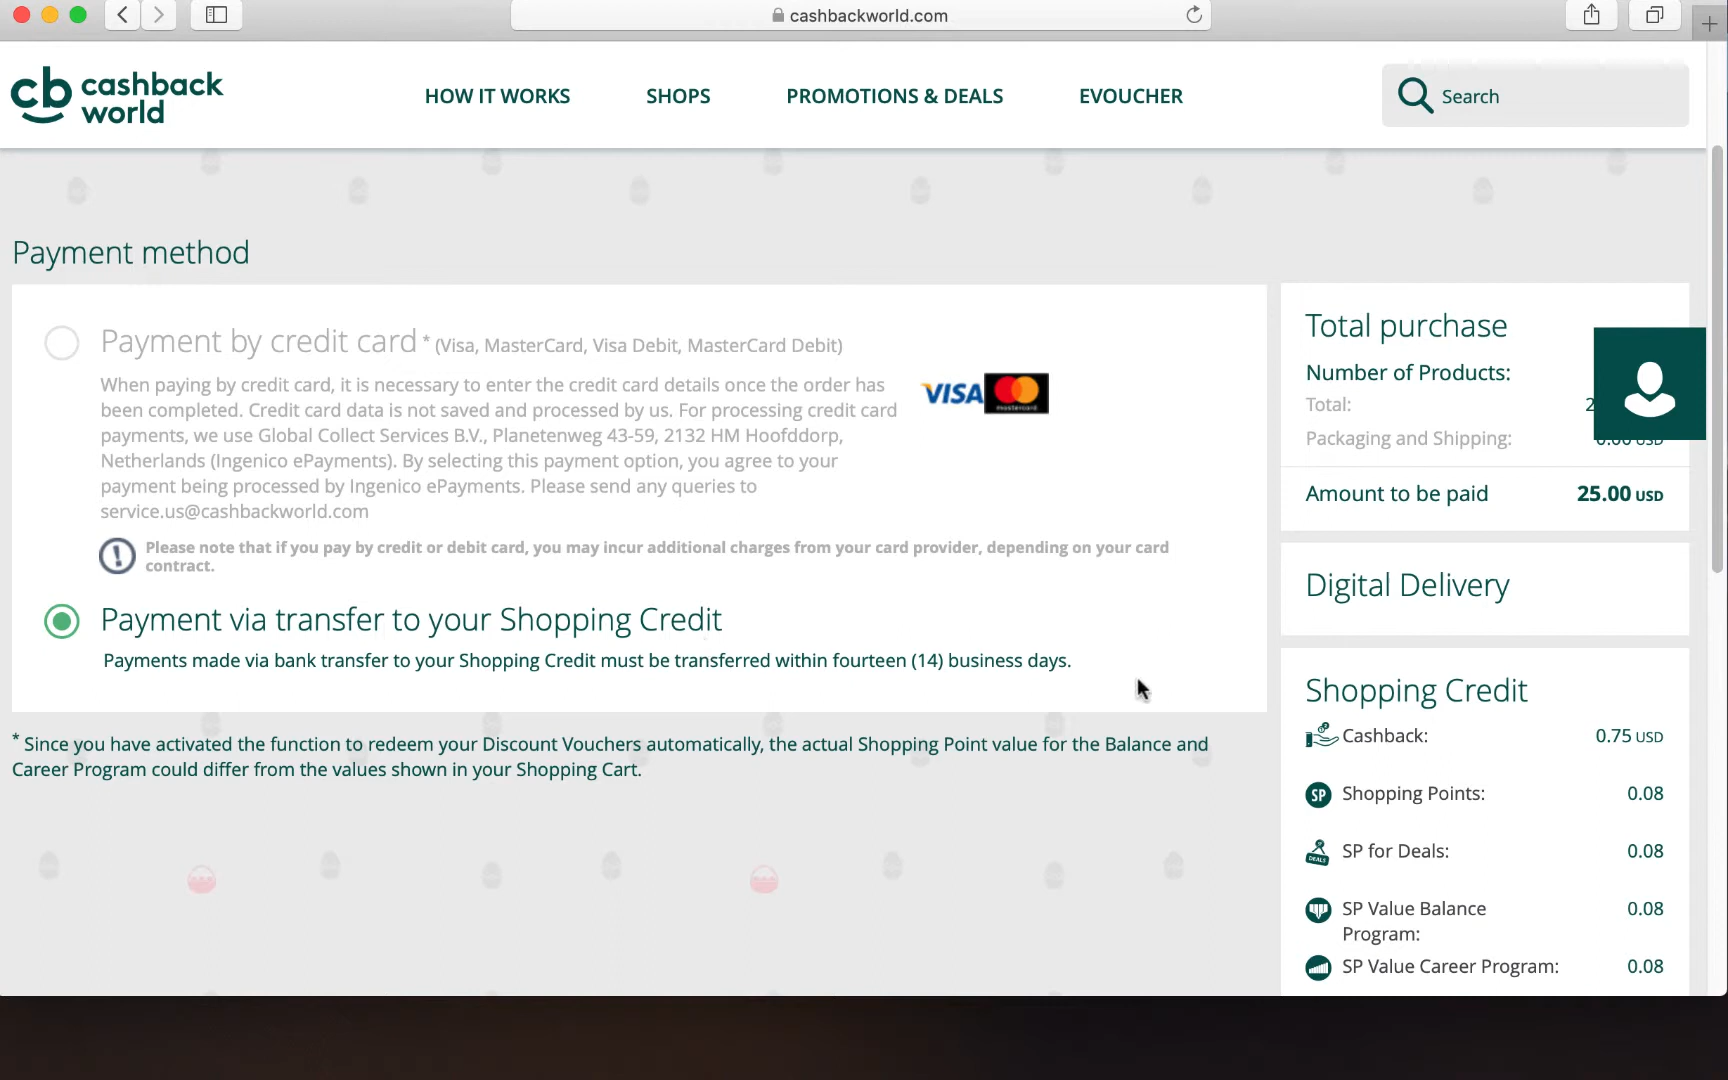 cashbackworld.com
cb cashback
world
HOW IT WORKS
SHOPS
PROMOTIONS & DEALS
EVOUCHER
Search
Payment method
Payment by credit card * (Visa, MasterCard, Visa Debit, MasterCard Debit)
When paying by credit card, it is necessary to enter the credit card details once the order has
been completed. Credit card data is not saved and processed by us. For processing credit card
payments, we use Global Collect Services B.V., Planetenweg 43-59, 2132 HM Hoofddorp,
Netherlands (Ingenico ePayments). By selecting this payment option, you agree to your
payment being processed by Ingenico ePayments. Please send any queries to
service.us@cashbackworld.com
VISA
mastercard
Please note that if you pay by credit or debit card, you may incur additional charges from your card provider, depending on your card
contract.
Payment via transfer to your Shopping Credit
Payments made via bank transfer to your Shopping Credit must be transferred within fourteen (14) business days.
* Since you have activated the function to redeem your Discount Vouchers automatically, the actual Shopping Point value for the Balance and
Career Program could differ from the values shown in your Shopping Cart.
Total purchase
Number of Products:
Total: 2
Packaging and Shipping: 0.00 USD
Amount to be paid 25.00 USD
Digital Delivery
Shopping Credit
Cashback: 0.75 USD
SP Shopping Points: 0.08
DEALS SP for Deals: 0.08
SP Value Balance 0.08
Program:
SP Value Career Program: 0.08